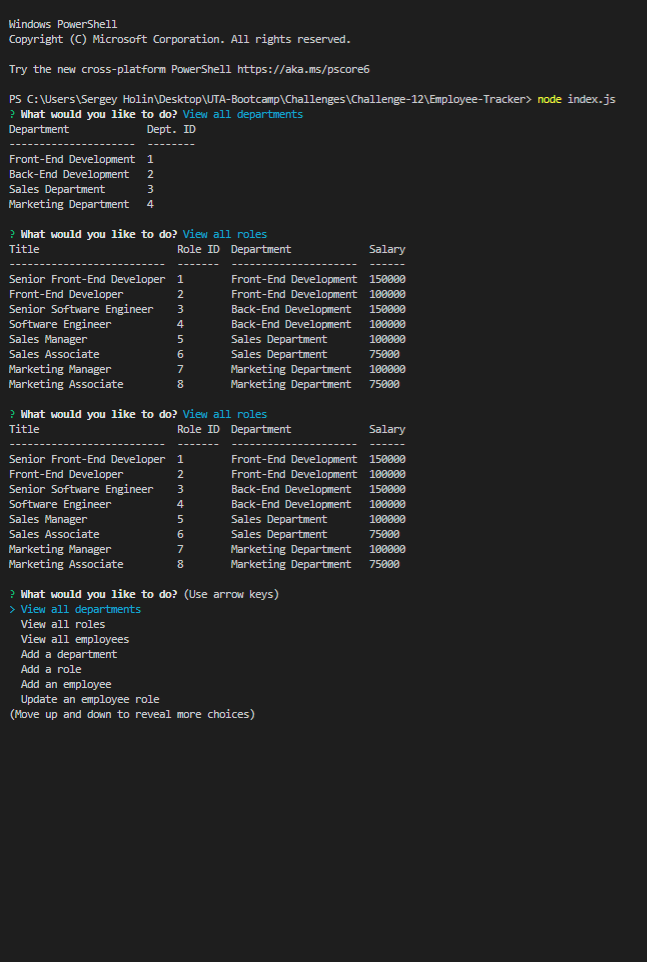 Windows PowerShell
Copyright (C) Microsoft Corporation. All rights reserved.
Try the new cross-platform PowerShell https://aka.ms/pscore6
PS C:\Users\Sergey Holin\Desktop\UTA-Bootcamp\Challenges\Challenge-12\Employee-Tracker> node index.js
? What would you like to do? View all departments
Department             Dept. ID
---------------------  --------
Front-End Development  1
Back-End Development   2
Sales Department       3
Marketing Department   4
? What would you like to do? View all roles
Title                       Role ID  Department             Salary
--------------------------  -------  ---------------------  ------
Senior Front-End Developer  1        Front-End Development  150000
Front-End Developer         2        Front-End Development  100000
Senior Software Engineer    3        Back-End Development   150000
Software Engineer           4        Back-End Development   100000
Sales Manager               5        Sales Department       100000
Sales Associate             6        Sales Department       75000
Marketing Manager           7        Marketing Department   100000
Marketing Associate         8        Marketing Department   75000
? What would you like to do? View all roles
Title                       Role ID  Department             Salary
--------------------------  -------  ---------------------  ------
Senior Front-End Developer  1        Front-End Development  150000
Front-End Developer         2        Front-End Development  100000
Senior Software Engineer    3        Back-End Development   150000
Software Engineer           4        Back-End Development   100000
Sales Manager               5        Sales Department       100000
Sales Associate             6        Sales Department       75000
Marketing Manager           7        Marketing Department   100000
Marketing Associate         8        Marketing Department   75000
? What would you like to do? (Use arrow keys)
> View all departments
  View all roles
  View all employees
  Add a department
  Add a role
  Add an employee
  Update an employee role
(Move up and down to reveal more choices)